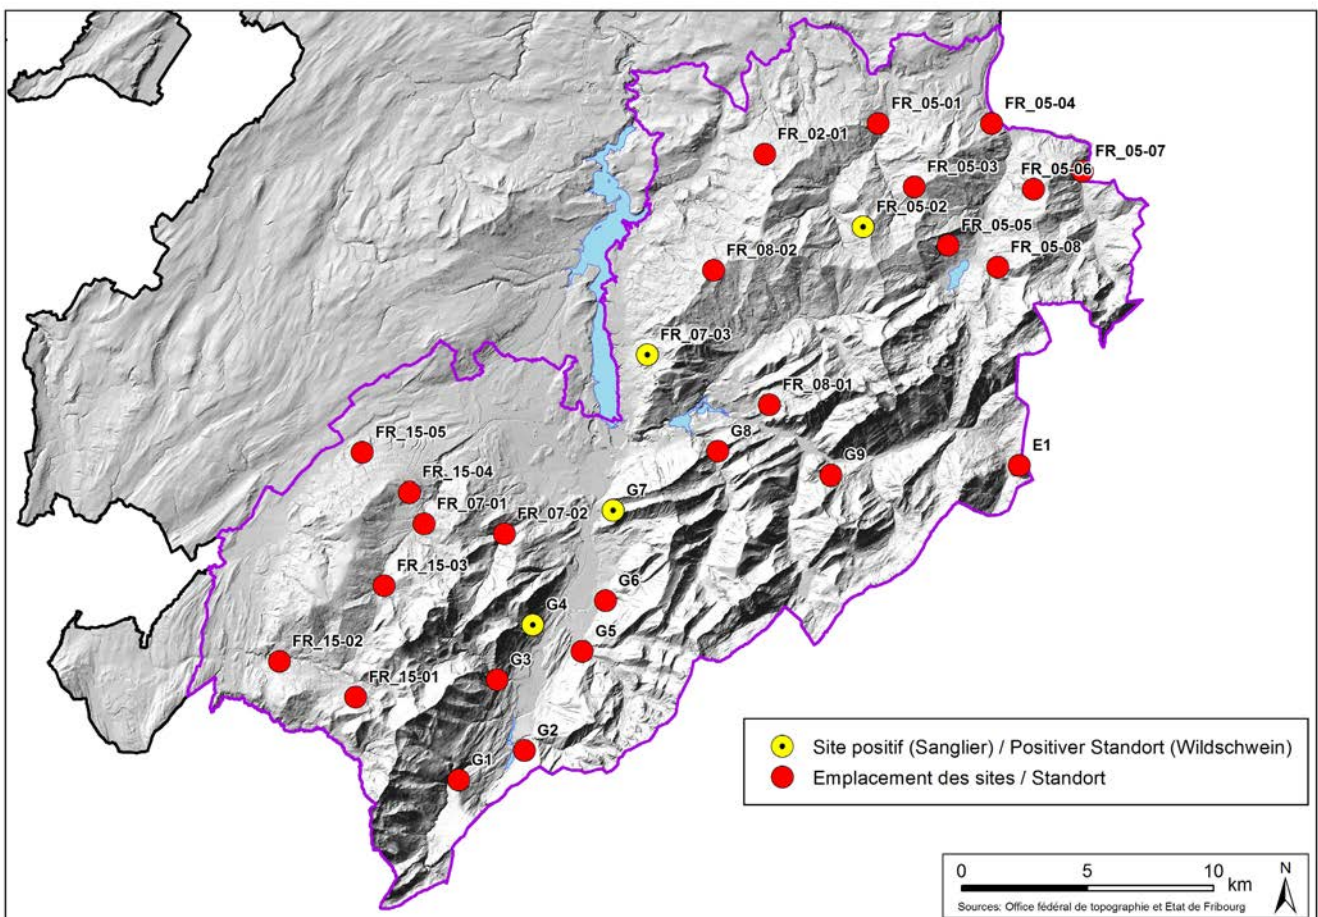 FR_05-01
FR_05-04
FR_02-01
FR_05-07
FR_05-03
FR_05-06
FR_05-02
FR_05-05
FR_08-02
FR_05-08
FR_07-03
FR_08-01
FR_15-05
G8
E1
G9
FR_15-04
G7
FR_07-01
FR_07-02
FR_15-03
G6
G4
G5
FR_15-02
G3
FR_15-01
G2
G1
Site positif (Sanglier) / Positiver Standort (Wildschwein)
Emplacement des sites / Standort
0 5 10
km
N
Sources: Office fédéral de topographie et Etat de Fribourg